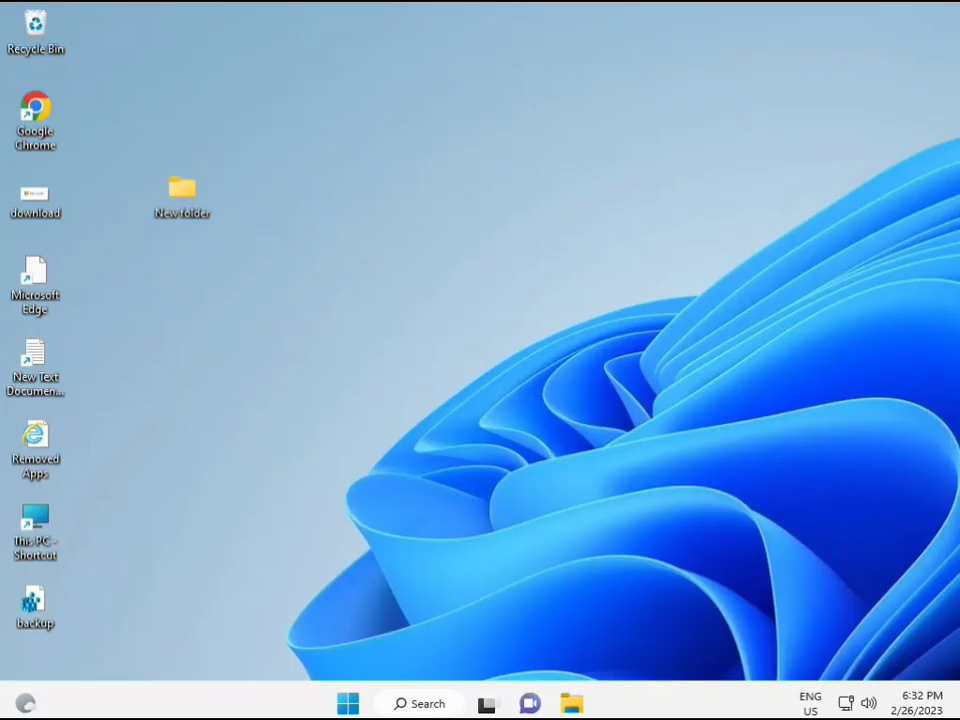 Recycle Bin
Google
Chrome
download
New folder
Microsoft
Edge
New Text
Documen...
Removed
Apps
This PC -
Shortcut
backup
Search
ENG
US
6:32 PM
2/26/2023